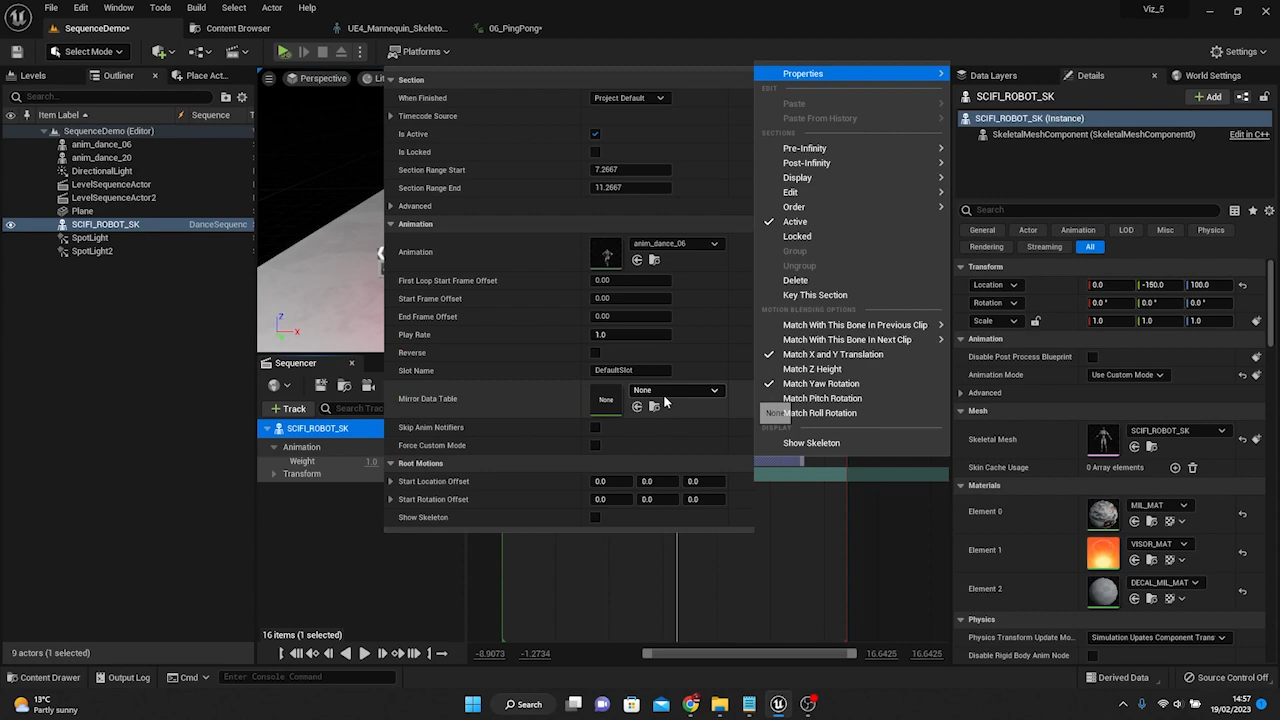 File Edit Window Tools Build Select Actor Help
Viz_5
SequenceDemo*
Content Browser
UE4_Mannequin_Skeleto...
06_PingPong*
Select Mode
Platforms
Settings
Levels
Outliner
Place Act...
Search...
Item Label
Sequence
SequenceDemo (Editor)
anim_dance_06
anim_dance_20
DirectionalLight
LevelSequenceActor
LevelSequenceActor2
Plane
SCIFI_ROBOT_SK
DanceSequenc
SpotLight
SpotLight2
9 actors (1 selected)
Perspective
Z
X
Sequencer
Track
Search Trac
SCIFI_ROBOT_SK
Animation
Weight 1.0
Transform
16 items (1 selected)
-8.9073
-1.2734
16.6425
16.6425
Section
When Finished
Project Default
Timecode Source
Is Active
Is Locked
Section Range Start
7.2667
Section Range End
11.2667
Advanced
Animation
Animation
anim_dance_06
First Loop Start Frame Offset
0.00
Start Frame Offset
0.00
End Frame Offset
0.00
Play Rate
1.0
Reverse
Slot Name
DefaultSlot
Mirror Data Table
None
None
Skip Anim Notifiers
Force Custom Mode
Root Motions
Start Location Offset
0.0 0.0 0.0
Start Rotation Offset
0.0 0.0 0.0
Show Skeleton
Properties
EDIT
Paste
Paste From History
SECTIONS
Pre-Infinity
Post-Infinity
Display
Edit
Order
Active
Locked
Group
Ungroup
Delete
Key This Section
MOTION BLENDING OPTIONS
Match With This Bone In Previous Clip
Match With This Bone In Next Clip
Match X and Y Translation
Match Z Height
Match Yaw Rotation
Match Pitch Rotation
None
Match Roll Rotation
DISPLAY
Show Skeleton
Data Layers
Details
World Settings
SCIFI_ROBOT_SK
Add
SCIFI_ROBOT_SK (Instance)
SkeletalMeshComponent (SkeletalMeshComponent0)
Edit in C++
Search
General
Actor
Animation
LOD
Misc
Physics
Rendering
Streaming
All
Transform
Location
0.0 -150.0 100.0
Rotation
0.0° 0.0° 0.0°
Scale
1.0 1.0 1.0
Animation
Disable Post Process Blueprint
Animation Mode
Use Custom Mode
Advanced
Mesh
Skeletal Mesh
SCIFI_ROBOT_SK
Skin Cache Usage
0 Array elements
Materials
Element 0
MIL_MAT
Element 1
VISOR_MAT
Element 2
DECAL_MIL_MAT
Physics
Physics Transform Update Mo...
Simulation Upates Component Trans
Disable Rigid Body Anim Node
Content Drawer
Output Log
Cmd
Enter Console Command
Derived Data
Source Control Off
13°C
Partly sunny
Search
14:57
19/02/2023